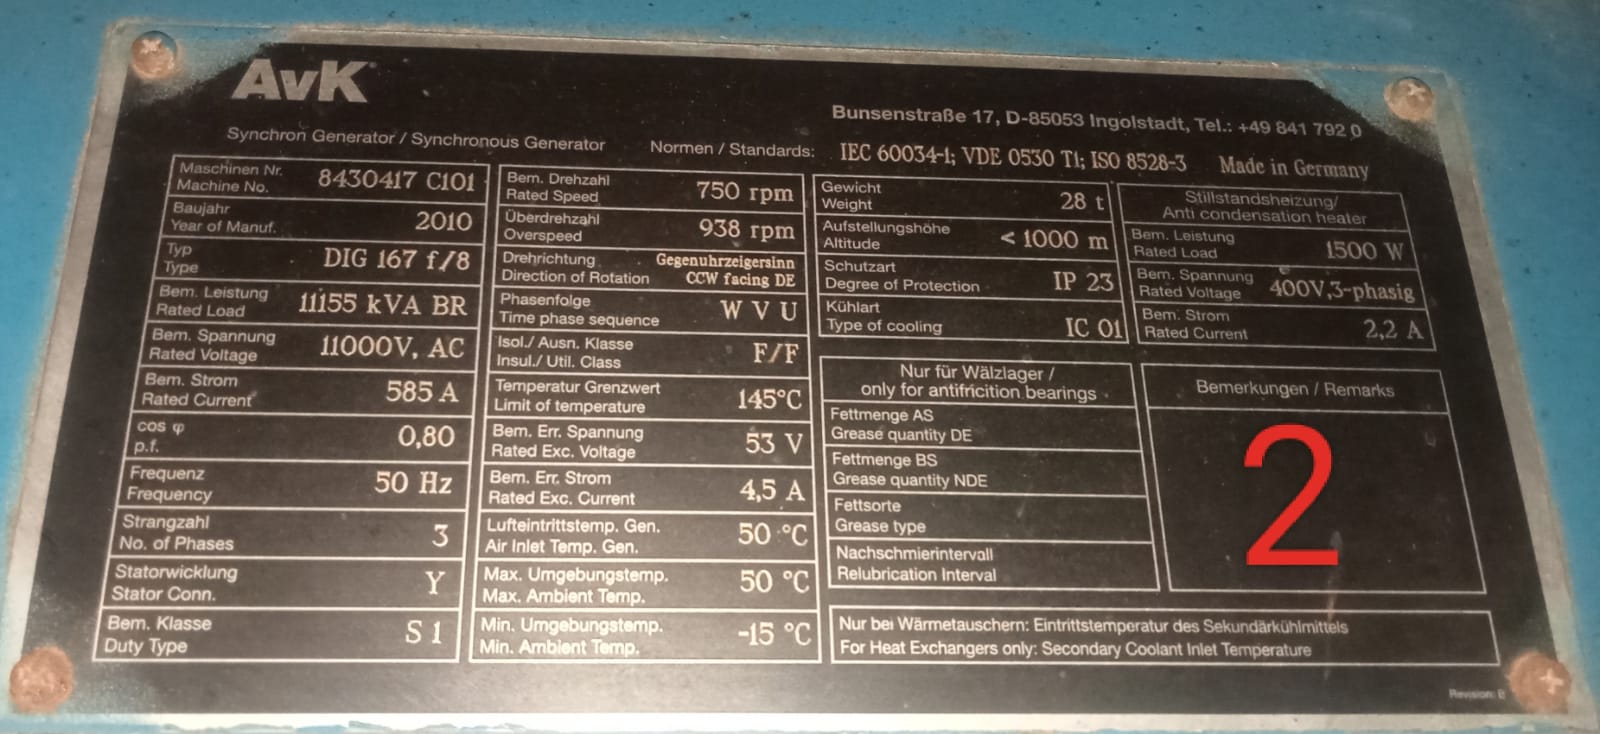 AvK
Bunsenstraße 17, D-85053 Ingolstadt, Tel.: +49 841 792 0
Synchron Generator / Synchronous Generator
Normen / Standards: IEC 60034-1; VDE 0530 T1; ISO 8528-3 Made in Germany
Maschinen Nr.
Machine No. 8430417 C101
Baujahr
Year of Manuf. 2010
Typ
Type DIG 167 f/8
Bem. Leistung
Rated Load 11155 kVA BR
Bem. Spannung
Rated Voltage 11000V, AC
Bem. Strom
Rated Current 585 A
cos φ
p.f. 0,80
Frequenz
Frequency 50 Hz
Strangzahl
No. of Phases 3
Statorwicklung
Stator Conn. Y
Bem. Klasse
Duty Type S 1
Bem. Drehzahl
Rated Speed 750 rpm
Überdrehzahl
Overspeed 938 rpm
Drehrichtung Gegenuhrzeigersinn
Direction of Rotation CCW facing DE
Phasenfolge
Time phase sequence W V U
Isol./ Ausn. Klasse
Insul./ Util. Class F/F
Temperatur Grenzwert
Limit of temperature 145°C
Bem. Err. Spannung
Rated Exc. Voltage 53 V
Bem. Err. Strom
Rated Exc. Current 4,5 A
Lufteintrittstemp. Gen.
Air Inlet Temp. Gen. 50 °C
Max. Umgebungstemp.
Max. Ambient Temp. 50 °C
Min. Umgebungstemp.
Min. Ambient Temp. -15 °C
Gewicht
Weight 28 t
Aufstellungshöhe
Altitude < 1000 m
Schutzart
Degree of Protection IP 23
Kühlart
Type of cooling IC 01
Stillstandsheizung/
Anti condensation heater
Bem. Leistung
Rated Load 1500 W
Bem. Spannung
Rated Voltage 400V,3-phasig
Bem. Strom
Rated Current 2,2 A
Nur für Wälzlager /
only for antifricition bearings
Fettmenge AS
Grease quantity DE
Fettmenge BS
Grease quantity NDE
Fettsorte
Grease type
Nachschmierintervall
Relubrication Interval
Bemerkungen / Remarks
2
Nur bei Wärmetauschern: Eintrittstemperatur des Sekundärkühlmittels
For Heat Exchangers only: Secondary Coolant Inlet Temperature
Revision: B